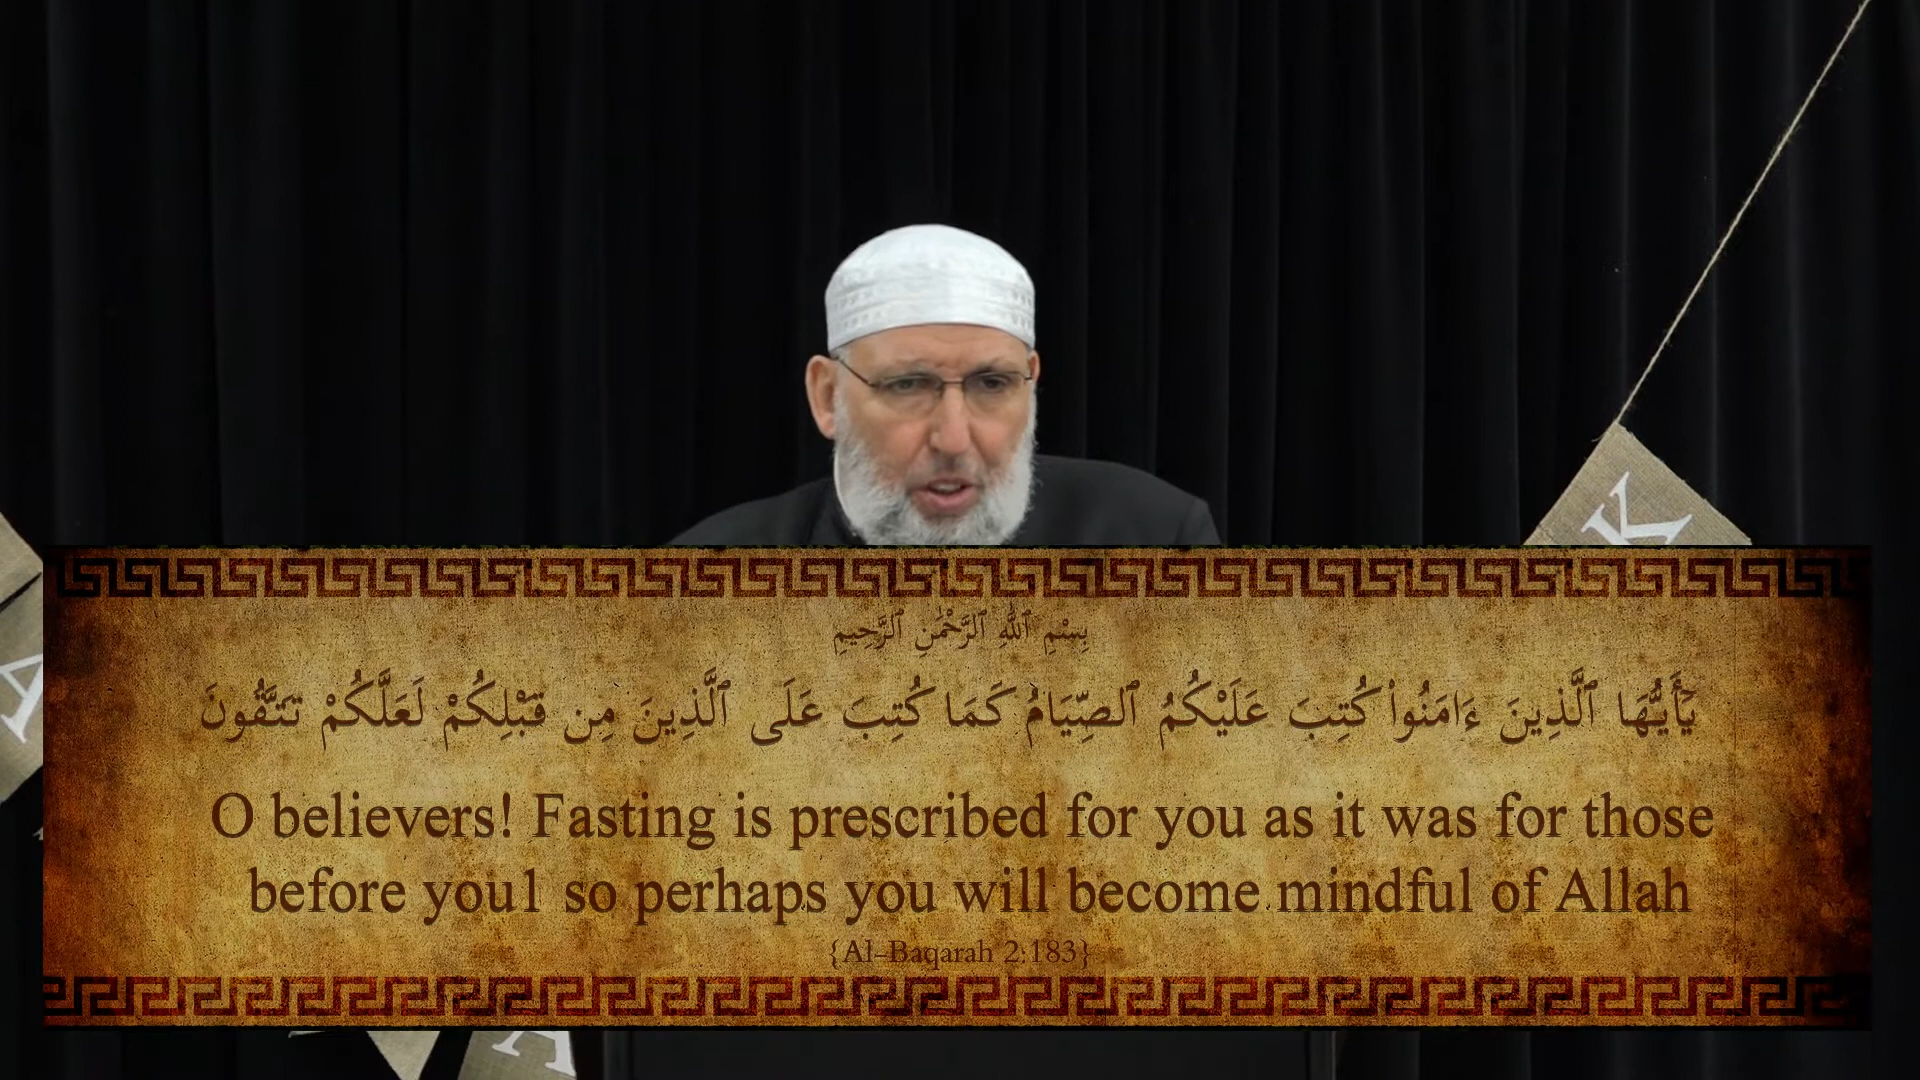 K
A
بِسْمِ ٱللَّهِ ٱلرَّحْمَٰنِ ٱلرَّحِيمِ
يَٰٓأَيُّهَا ٱلَّذِينَ ءَامَنُوا۟ كُتِبَ عَلَيْكُمُ ٱلصِّيَامُ كَمَا كُتِبَ عَلَى ٱلَّذِينَ مِن قَبْلِكُمْ لَعَلَّكُمْ تَتَّقُونَ
O believers! Fasting is prescribed for you as it was for those
before you1 so perhaps you will become mindful of Allah
{Al-Baqarah 2:183}
A